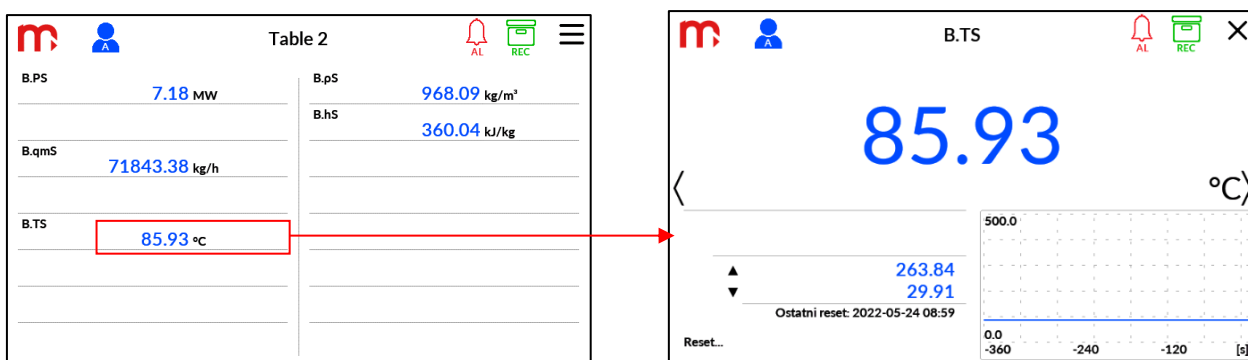 A
Table 2
AL
REC
B.PS
7.18 MW
B.qmS
71843.38 kg/h
B.TS
85.93 °C
B.ρS
968.09 kg/m³
B.hS
360.04 kJ/kg
A
B.TS
AL
REC
85.93
°C
▲ 263.84
▼ 29.91
Ostatni reset: 2022-05-24 08:59
Reset...
500.0
0.0
-360 -240 -120 [s]